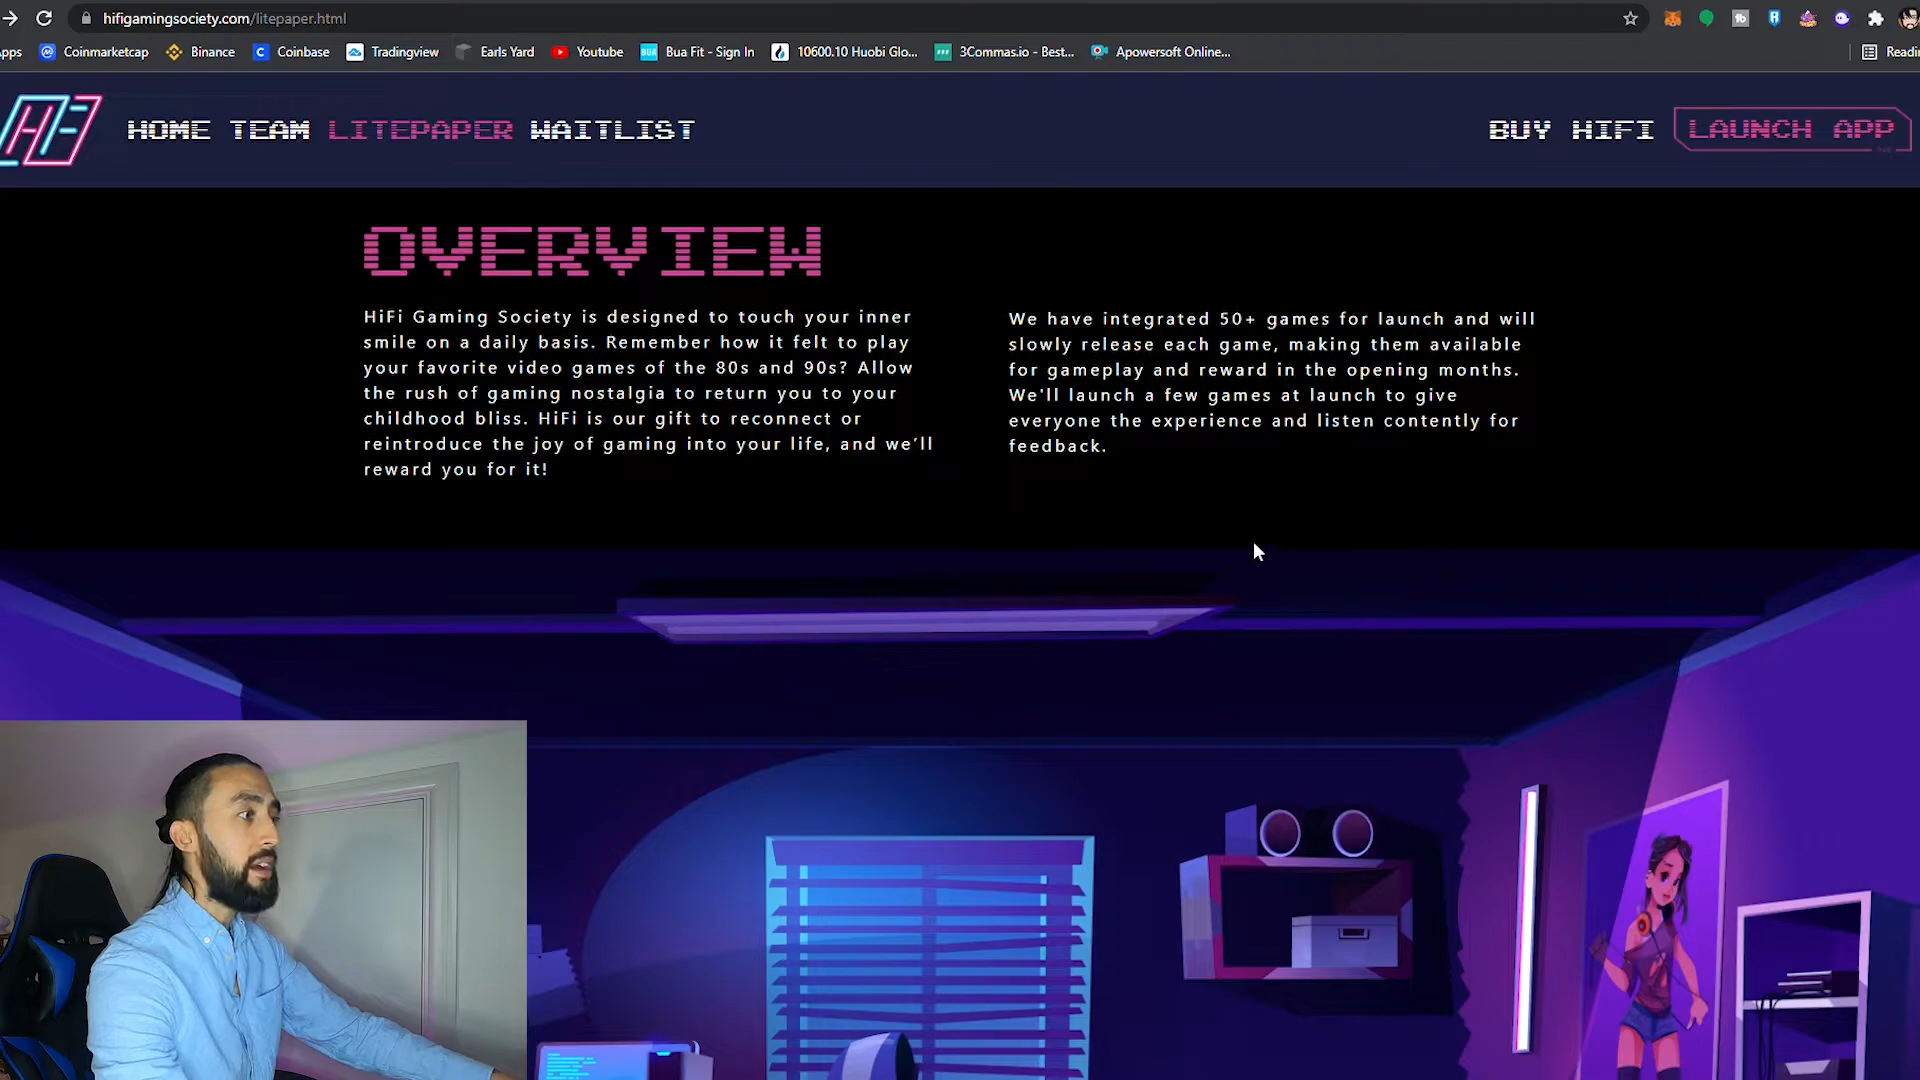 hifigamingsociety.com/litepaper.html
Apps Coinmarketcap Binance Coinbase Tradingview Earls Yard Youtube Bua Fit - Sign In 10600.10 Huobi Glo... 3Commas.io - Best... Apowersoft Online...
HiFi HOME TEAM LITEPAPER WAITLIST BUY HIFI LAUNCH APP
OVERVIEW
HiFi Gaming Society is designed to touch your inner
smile on a daily basis. Remember how it felt to play
your favorite video games of the 80s and 90s? Allow
the rush of gaming nostalgia to return you to your
childhood bliss. HiFi is our gift to reconnect or
reintroduce the joy of gaming into your life, and we’ll
reward you for it!
We have integrated 50+ games for launch and will
slowly release each game, making them available
for gameplay and reward in the opening months.
We'll launch a few games at launch to give
everyone the experience and listen contently for
feedback.